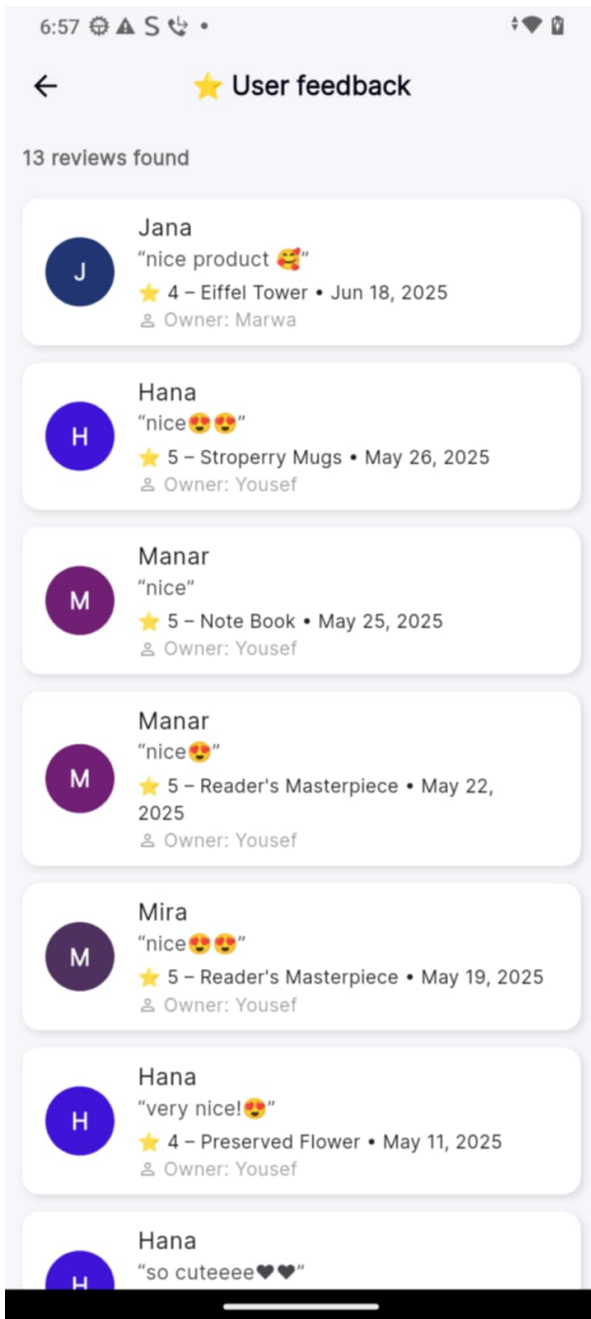 6:57
⭐ User feedback
13 reviews found
J
Jana
“nice product 🥰”
⭐ 4 – Eiffel Tower • Jun 18, 2025
Owner: Marwa
H
Hana
“nice😍😍”
⭐ 5 – Stroperry Mugs • May 26, 2025
Owner: Yousef
M
Manar
“nice”
⭐ 5 – Note Book • May 25, 2025
Owner: Yousef
M
Manar
“nice😍”
⭐ 5 – Reader's Masterpiece • May 22,
2025
Owner: Yousef
M
Mira
“nice😍😍”
⭐ 5 – Reader's Masterpiece • May 19, 2025
Owner: Yousef
H
Hana
“very nice!😍”
⭐ 4 – Preserved Flower • May 11, 2025
Owner: Yousef
H
Hana
“so cuteeee♥♥”